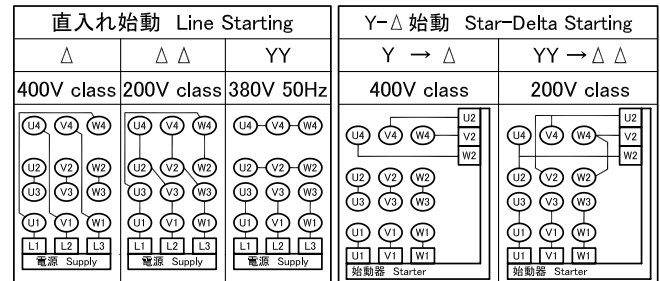 直入れ始動 Line Starting Y-Δ 始動 Star-Delta Starting
Δ Δ Δ YY Y → Δ YY → Δ Δ
400V class 200V class 380V 50Hz 400V class 200V class
U2 U2
U4 V4 W4 U4 V4 W4 U4 V4 W4 U4 V4 W4 V2 U4 V4 W4 V2
W2 W2
U2 V2 W2 U2 V2 W2 U2 V2 W2 U2 V2 W2 U2 V2 W2
U3 V3 W3 U3 V3 W3 U3 V3 W3 U3 V3 W3 U3 V3 W3
U1 V1 W1 U1 V1 W1 U1 V1 W1 U1 V1 W1 U1 V1 W1
L1 L2 L3 L1 L2 L3 L1 L2 L3 U1 V1 W1 U1 V1 W1
電源 Supply 電源 Supply 電源 Supply 始動器 Starter 始動器 Starter